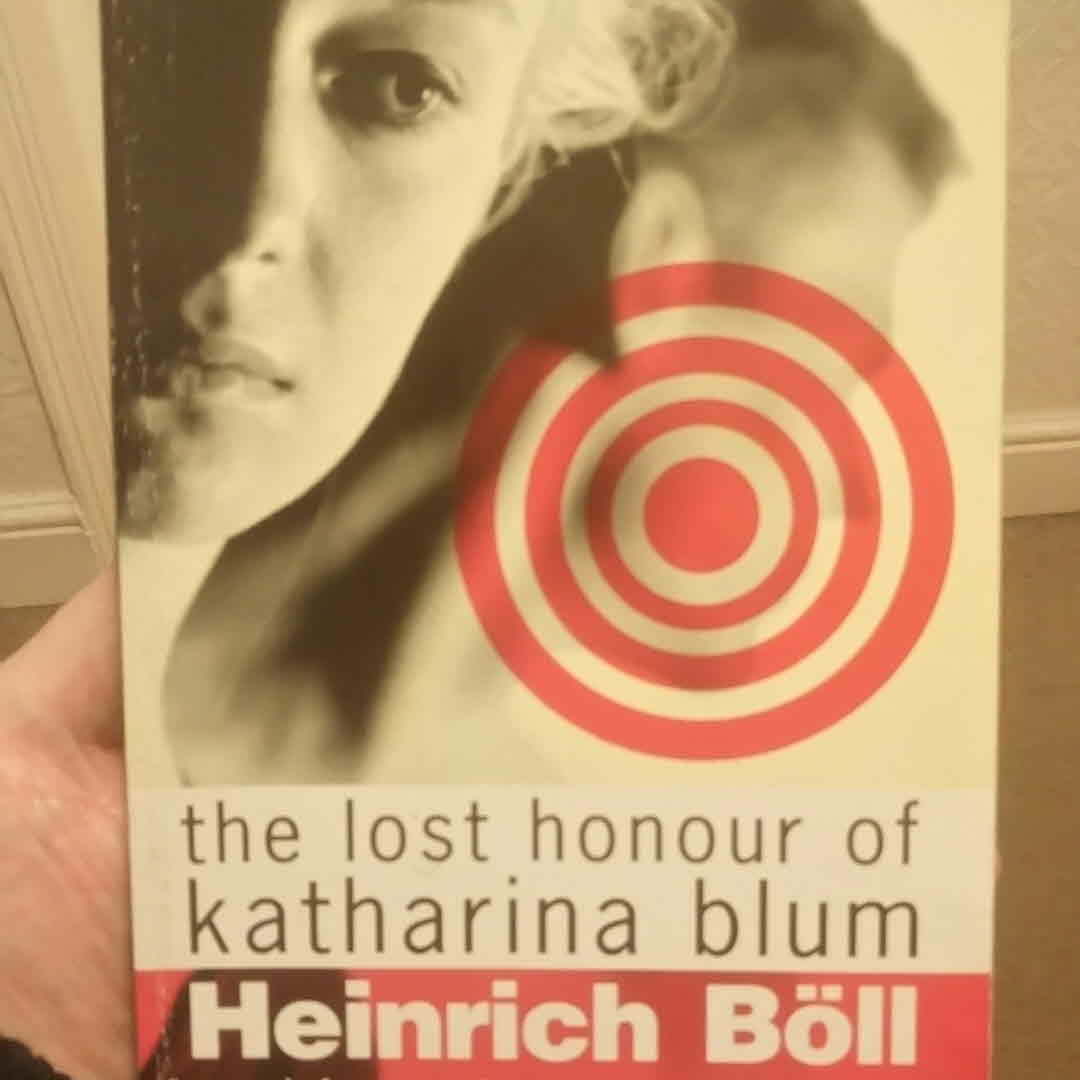 the lost honour of
katharina blum
Heinrich Böll